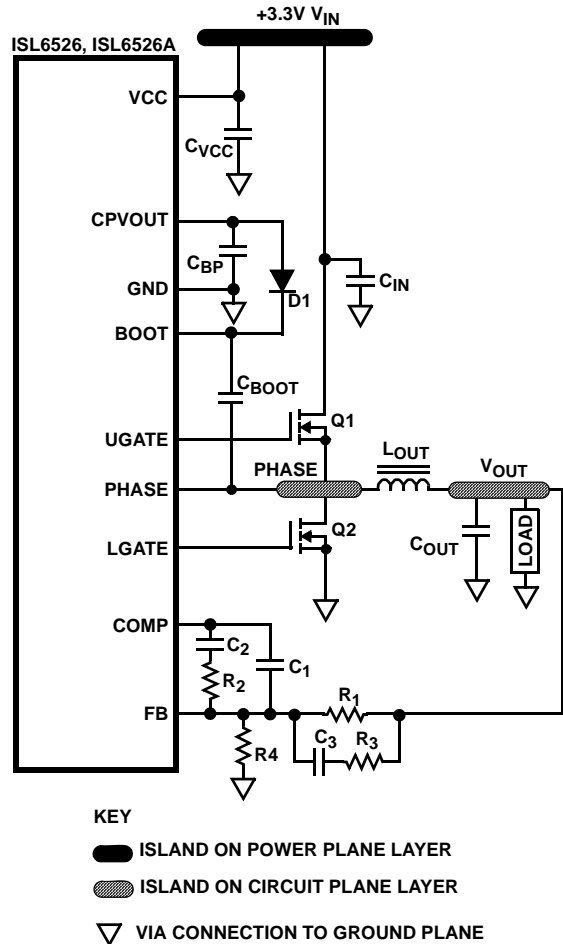 +3.3V VIN
ISL6526, ISL6526A
VCC
CVCC
CPVOUT
CBP
D1
CIN
GND
BOOT
CBOOT
Q1
UGATE
LOUT
PHASE
PHASE
VOUT
Q2
COUT
LOAD
LGATE
COMP
C2
C1
R2
R1
FB
C3
R3
R4
KEY
ISLAND ON POWER PLANE LAYER
ISLAND ON CIRCUIT PLANE LAYER
VIA CONNECTION TO GROUND PLANE